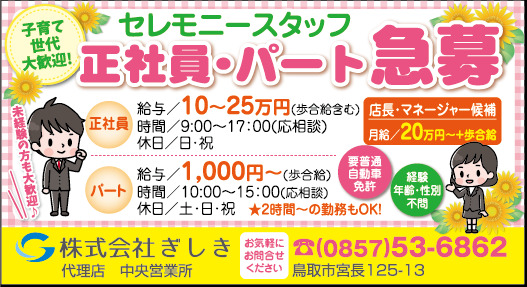 子育て
世代
大歓迎!
セレモニースタッフ
正社員・パート急募
未経験の方も大歓迎♪
正社員
給与／10〜25万円(歩合給含む)
時間／9:00〜17:00(応相談)
休日／日・祝
店長・マネージャー候補
月給／20万円〜+歩合給
パート
給与／1,000円〜(歩合給)
時間／10:00〜15:00(応相談)
休日／土・日・祝 ★2時間〜の勤務もOK!
要普通
自動車
免許
経験
年齢・性別
不問
株式会社ぎしき
代理店 中央営業所
お気軽に
お問合せ
ください
☎(0857)53-6862
鳥取市宮長125-13